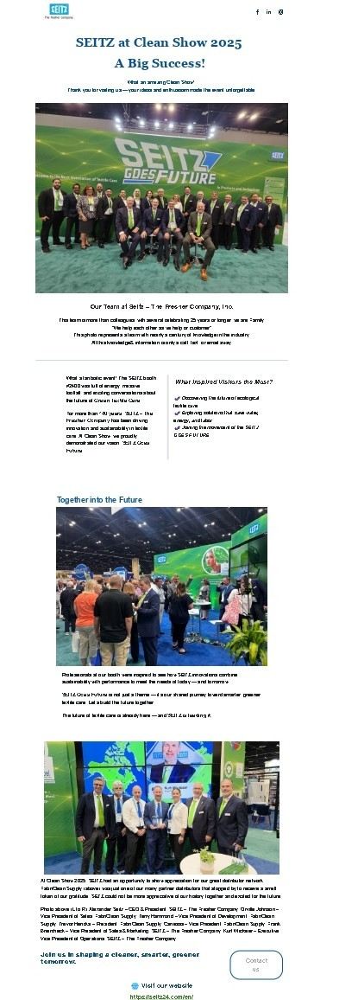 SEITZ
The fresher company.
SEITZ at Clean Show 2025
A Big Success!
What an amazing Clean Show!
Thank you for visiting us — your ideas and enthusiasm made the event unforgettable
SEITZ
GOES FUTURE
SEITZ
Our Team at Seitz – The Fresher Company, Inc.
This team is more than colleagues with several celebrating 25 years or longer we are Family
"We help each other as we help or customer"
This photo represents a team with nearly a century of knowledge in the industry
All this knowledge & information is only a call, text, or email away
What a fantastic event! The SEITZ booth
#2400 was full of energy, massive
football, and exciting conversations about
the future of Green Textile Care
For more than 140 years, SEITZ – The
Fresher Company has been driving
innovation and sustainability in textile
care. At Clean Show, we proudly
demonstrated our vision: SEITZ Goes
Future
What Inspired Visitors the Most?
Discovering the future of ecological
textile care
Exploring solutions that save water,
energy, and labor
Joining the movement of the SEITZ
GOES FUTURE
Together into the Future
SEITZ
Professionals at our booth were inspired to see how SEITZ innovations combine
sustainability with performance to meet the needs of today — and tomorrow
SEITZ Goes Future is not just a theme — it's our shared journey toward smarter, greener
textile care. Let's build the future together
The future of textile care is already here — and SEITZ is leading it
SEITZ
At Clean Show 2025, SEITZ had an opportunity to show appreciation for our great distributor network.
FabriClean Supply (above) was just one of our many partner distributors that stopped by to receive a small
token of our gratitude. SEITZ could not be more appreciative of our history together and excited for the future
Photo above (L to R): Alexander Seitz – CEO & President, SEITZ – The Fresher Company, Orville Johnson –
Vice President of Sales, FabriClean Supply, Terry Hammond – Vice President of Development, FabriClean
Supply, Trevor – President, FabriClean Supply, Canessa – Vice President, FabriClean Supply, Frank
– Vice President of Sales & Marketing, SEITZ – The Fresher Company, Kurt Wickiser – Executive
Vice President of Operations, SEITZ – The Fresher Company
Join us in shaping a cleaner, smarter, greener
tomorrow.
Contact
us
Visit our website
https://seitz24.com/en/